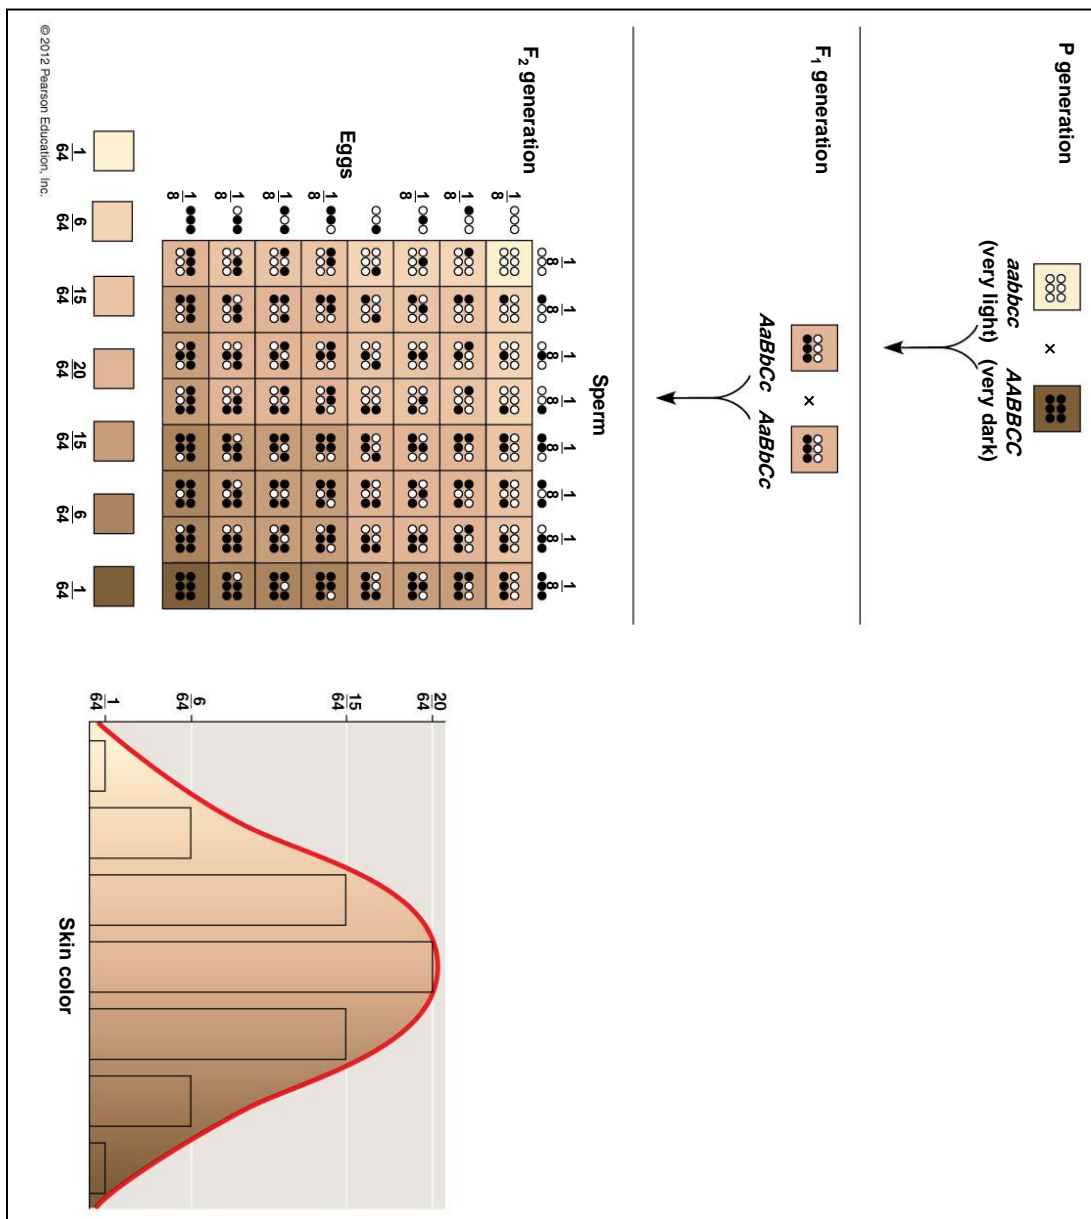 P generation
aabbcc × AABBCC
(very light) (very dark)
F1 generation
AaBbCc × AaBbCc
F2 generation
Sperm
1/8 1/8 1/8 1/8 1/8 1/8 1/8 1/8
Eggs
1/8
1/8
1/8
1/8
1/8
1/8
1/8
1/64 6/64 15/64 20/64 15/64 6/64 1/64
20/64
15/64
6/64
1/64
Skin color
© 2012 Pearson Education, Inc.